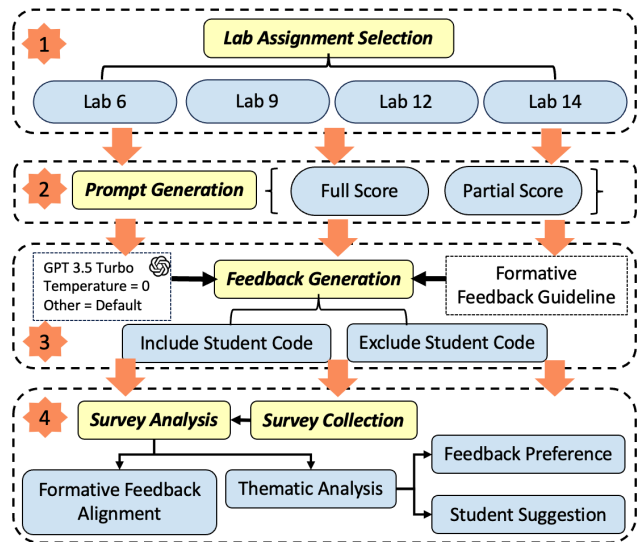 1
Lab Assignment Selection
Lab 6
Lab 9
Lab 12
Lab 14
2
Prompt Generation
Full Score
Partial Score
GPT 3.5 Turbo
Temperature = 0
Other = Default
Feedback Generation
Formative
Feedback Guideline
3
Include Student Code
Exclude Student Code
4
Survey Analysis
Survey Collection
Formative Feedback
Alignment
Thematic Analysis
Feedback Preference
Student Suggestion